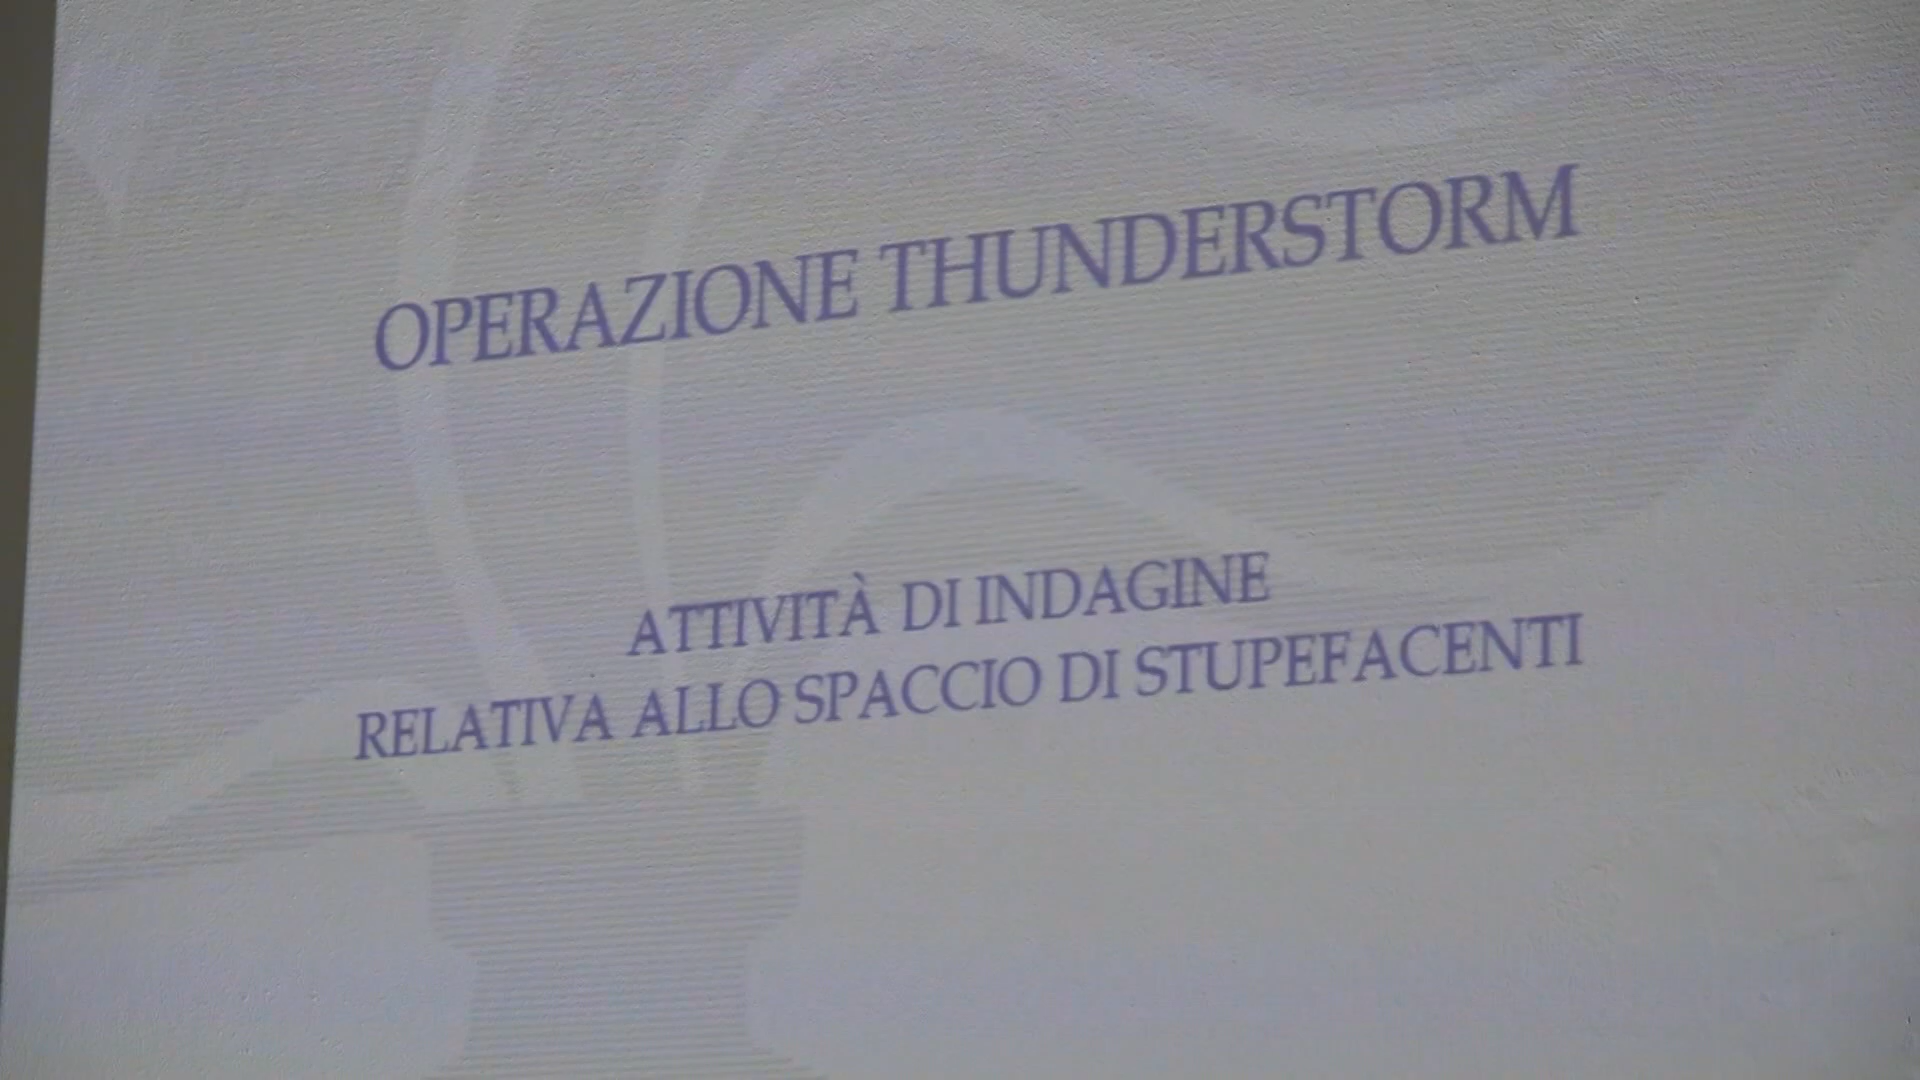 OPERAZIONE THUNDERSTORM
ATTIVITÀ DI INDAGINE
RELATIVA ALLO SPACCIO DI STUPEFACENTI